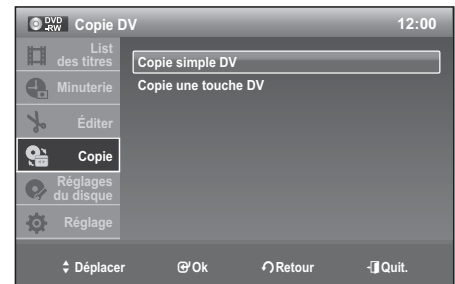 DVD-RW Copie DV 12:00
List
des titres
Copie simple DV
Minuterie
Copie une touche DV
Éditer
Copie
Réglages
du disque
Réglage
Déplacer Ok Retour Quit.